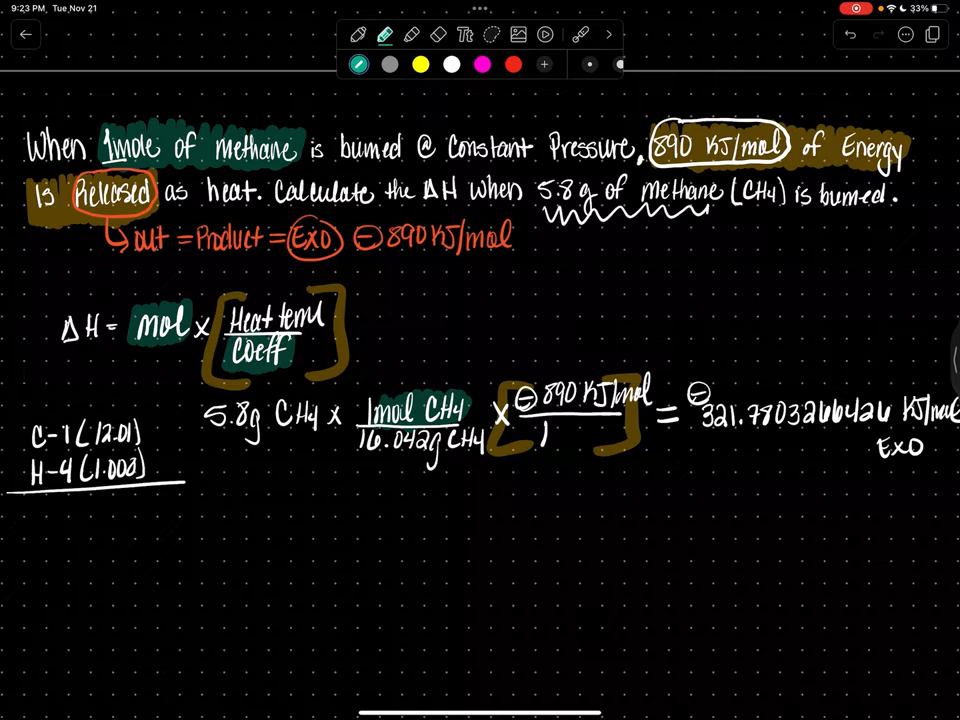 9:23 PM Tue Nov 21
33%
When 1mole of methane is burned @ Constant Pressure, 890 KJ/mol of Energy
Is Released as heat. Calculate the ΔH when 5.8g of methane (CH4) is burned.
out = Product = EXO ⊖890KJ/mol
ΔH = mol x [Heat term
coeff]
5.8g CH4 x 1mol CH4 x [⊖890 KJ/mol = ⊖321.7803266426 KJ/mol
16.042g CH4 1]
EXO
C-1(12.01)
H-4(1.008)